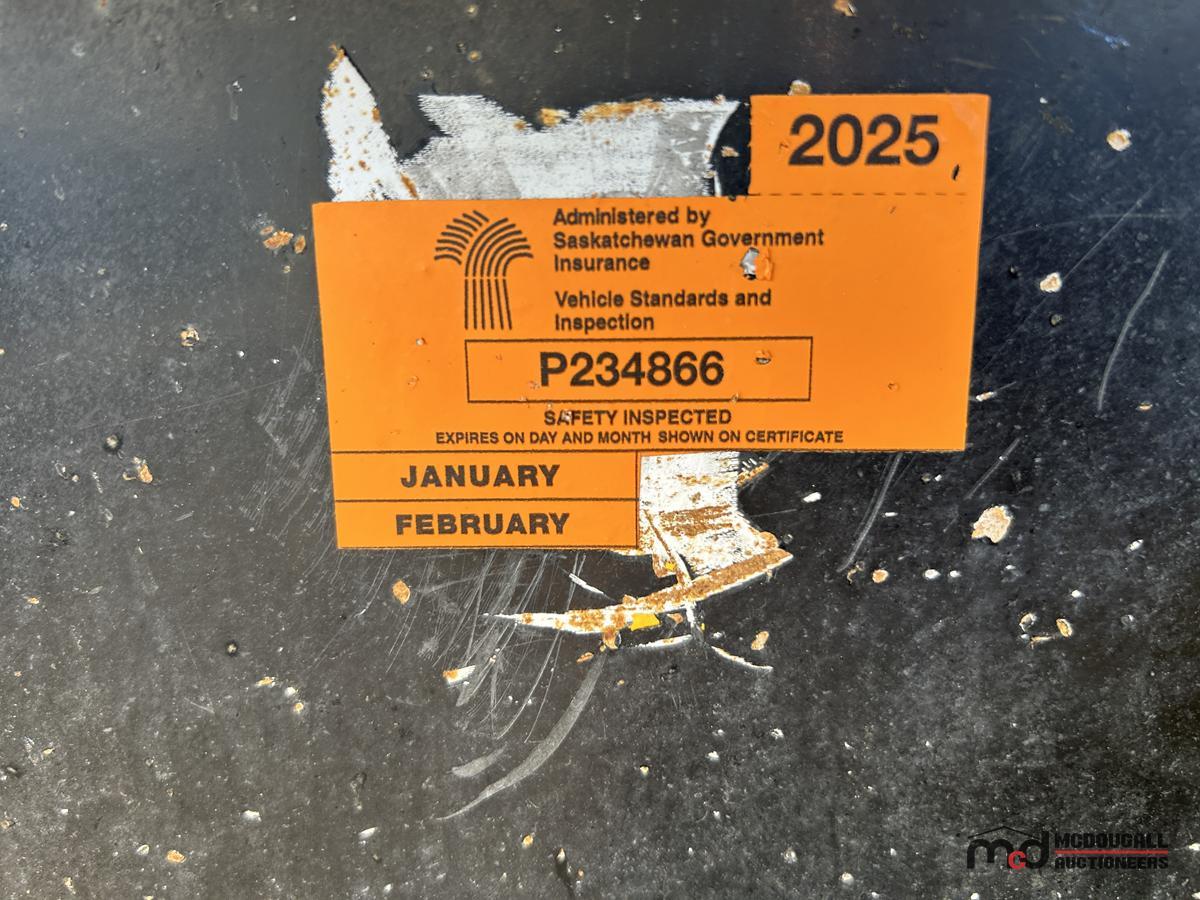 2025
Administered by
Saskatchewan Government
Insurance
Vehicle Standards and
Inspection
P234866
SAFETY INSPECTED
EXPIRES ON DAY AND MONTH SHOWN ON CERTIFICATE
JANUARY
FEBRUARY
mcd MCDOUGALL
AUCTIONEERS